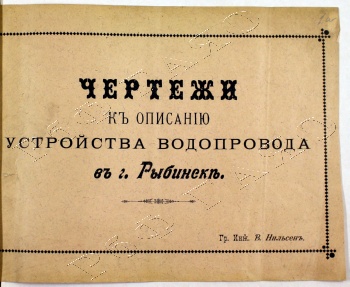 ЧЕРТЕЖИ
КЪ ОПИСАНІЮ
УСТРОЙСТВА ВОДОПРОВОДА
въ г. Рыбинскѣ.
Гр. Инж. В. Нильсенъ.